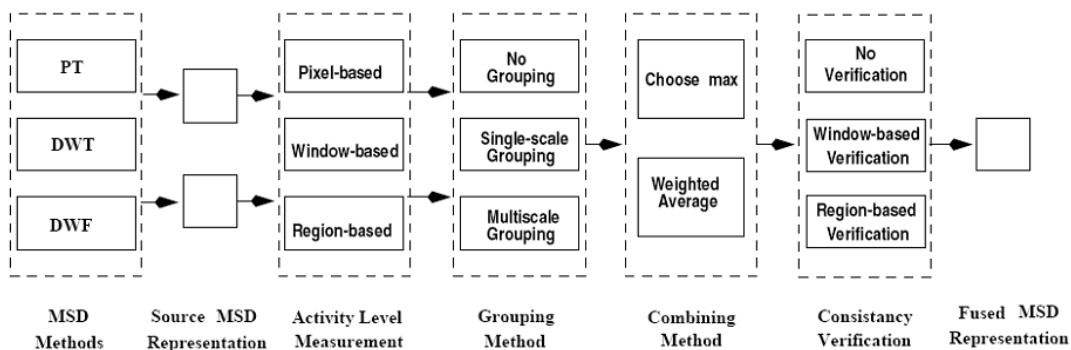 PT
DWT
DWF
Pixel-based
Window-based
Region-based
No
Grouping
Single-scale
Grouping
Multiscale
Grouping
Choose max
Weighted
Average
No
Verification
Window-based
Verification
Region-based
Verification
MSD
Methods
Source MSD
Representation
Activity Level
Measurement
Grouping
Method
Combining
Method
Consistancy
Verification
Fused MSD
Representation